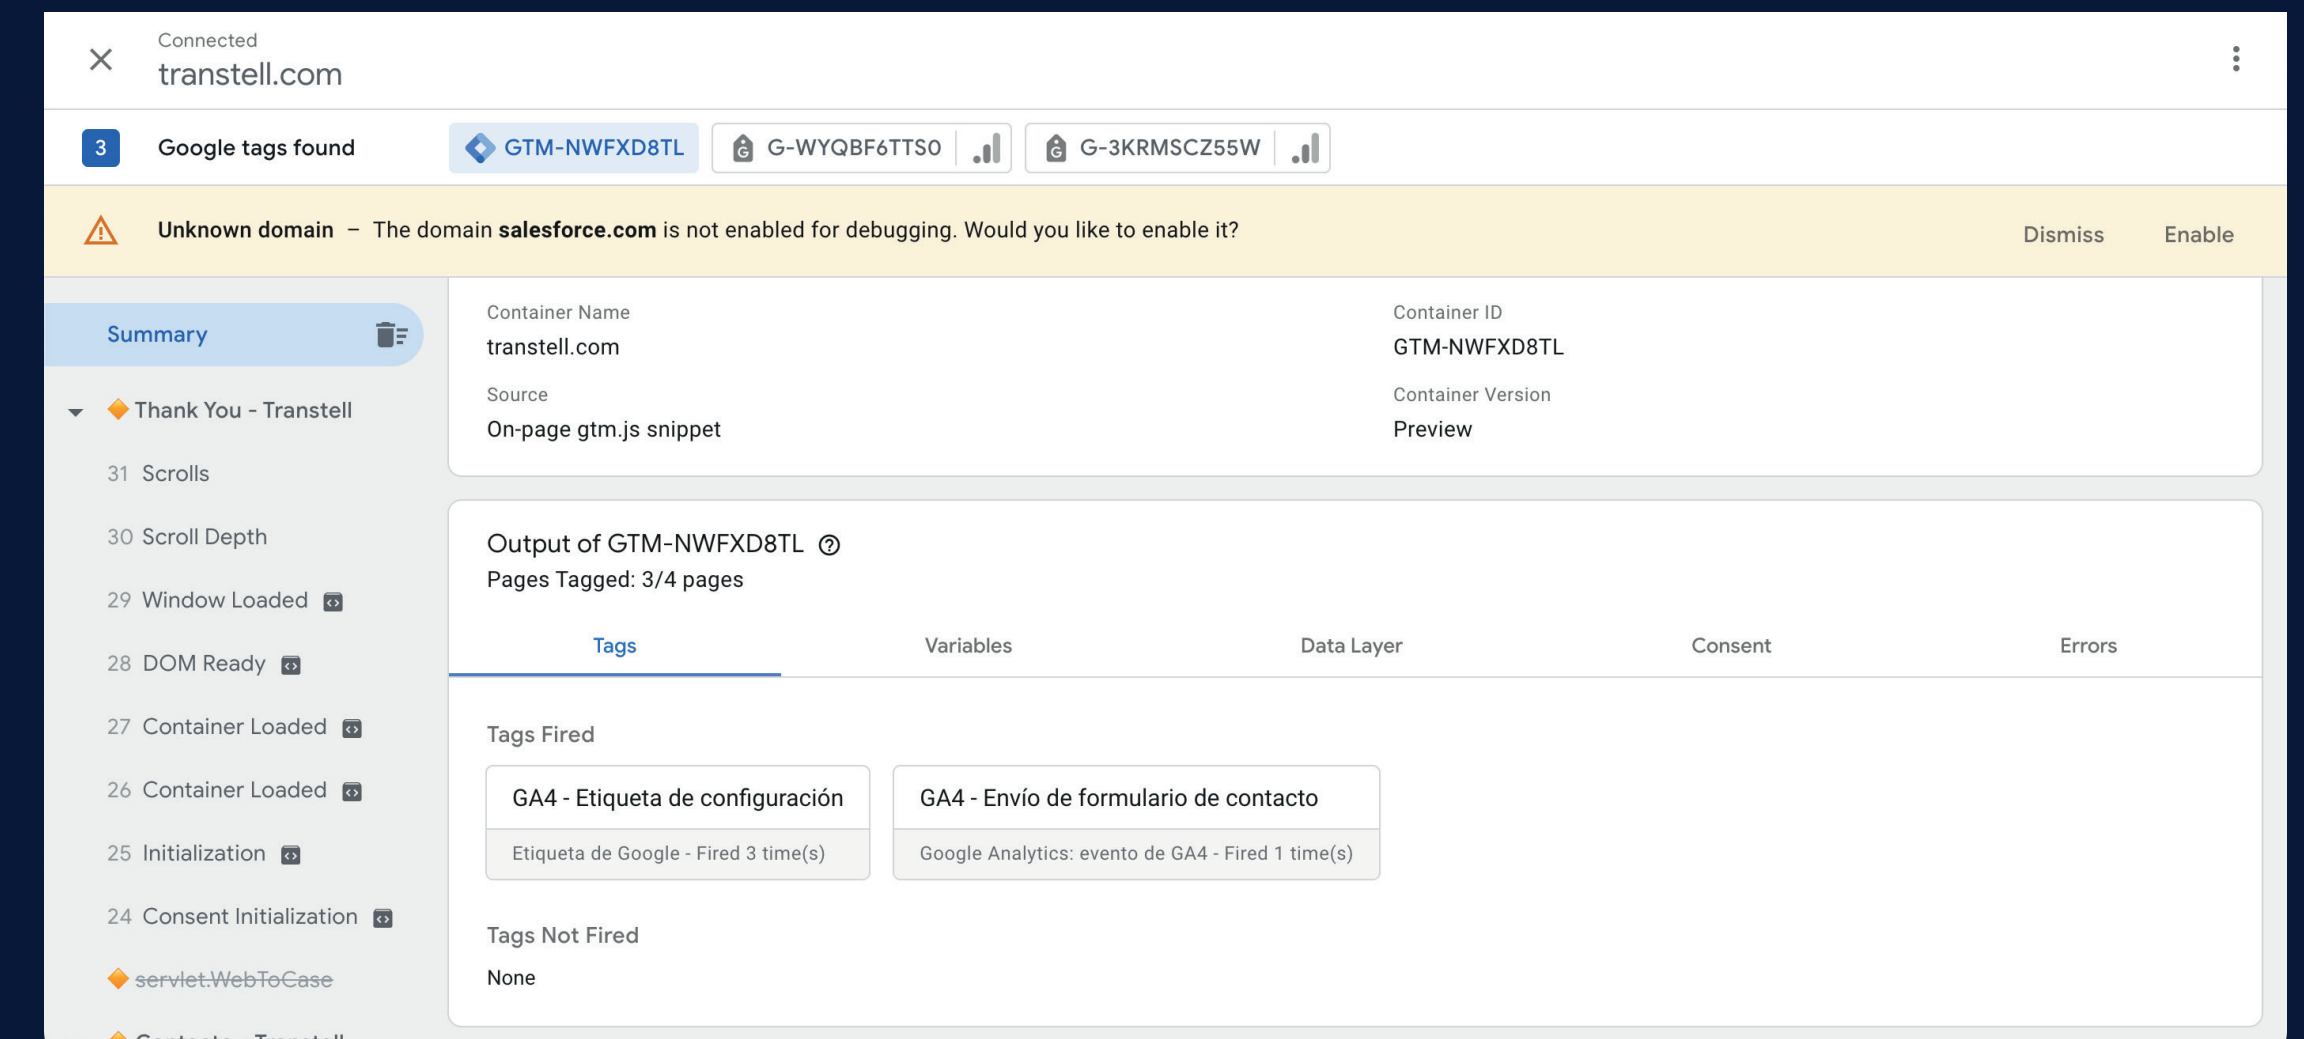 Connected
transtell.com
3 Google tags found GTM-NWFXD8TL G-WYQBF6TTS0 G-3KRMSCZ55W
Unknown domain – The domain salesforce.com is not enabled for debugging. Would you like to enable it? Dismiss Enable
Summary
Thank You - Transtell
31 Scrolls
30 Scroll Depth
29 Window Loaded
28 DOM Ready
27 Container Loaded
26 Container Loaded
25 Initialization
24 Consent Initialization
servlet.WebToCase
Contacto - Transtell
Container Name
transtell.com
Container ID
GTM-NWFXD8TL
Source
On-page gtm.js snippet
Container Version
Preview
Output of GTM-NWFXD8TL
Pages Tagged: 3/4 pages
Tags Variables Data Layer Consent Errors
Tags Fired
GA4 - Etiqueta de configuración
Etiqueta de Google - Fired 3 time(s)
GA4 - Envío de formulario de contacto
Google Analytics: evento de GA4 - Fired 1 time(s)
Tags Not Fired
None